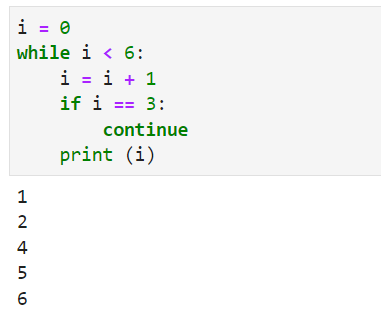 i = 0
while i < 6:
    i = i + 1
    if i == 3:
        continue
    print (i)
1
2
4
5
6